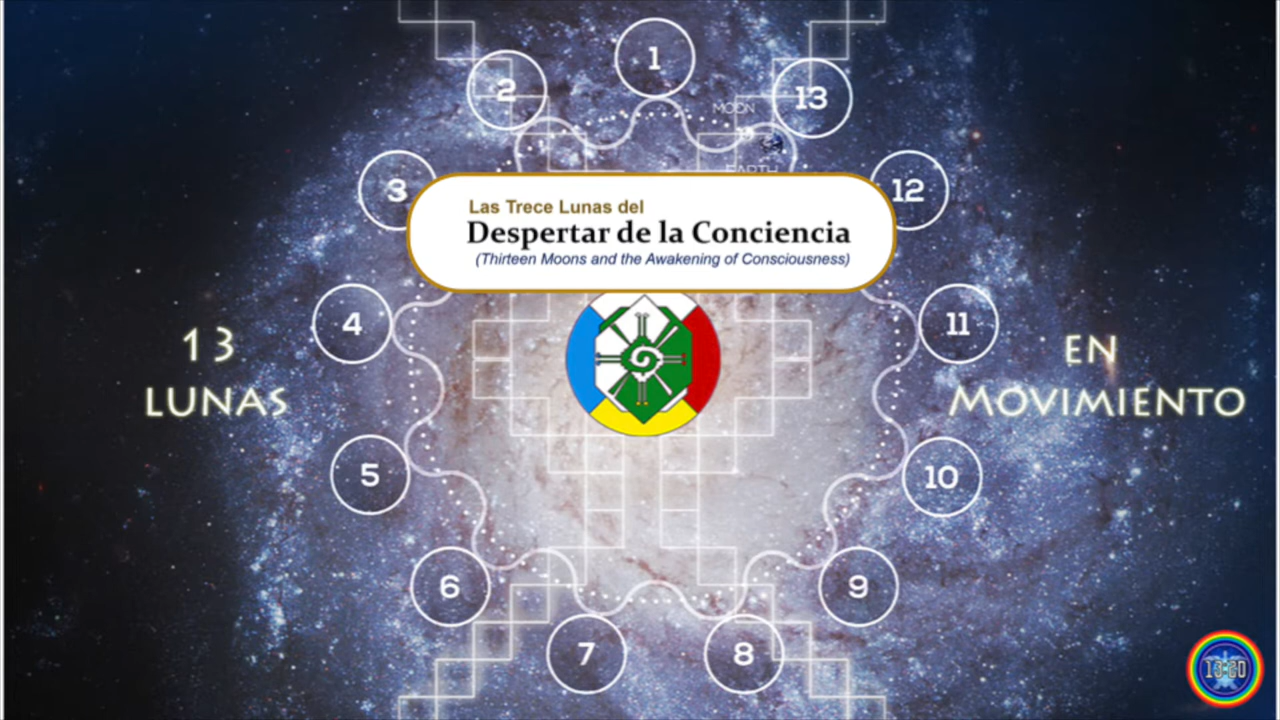 1
2
13
MOON
EARTH
3
12
Las Trece Lunas del
Despertar de la Conciencia
(Thirteen Moons and the Awakening of Consciousness)
4
11
13
LUNAS
EN
MOVIMIENTO
5
10
6
9
7
8
13:20